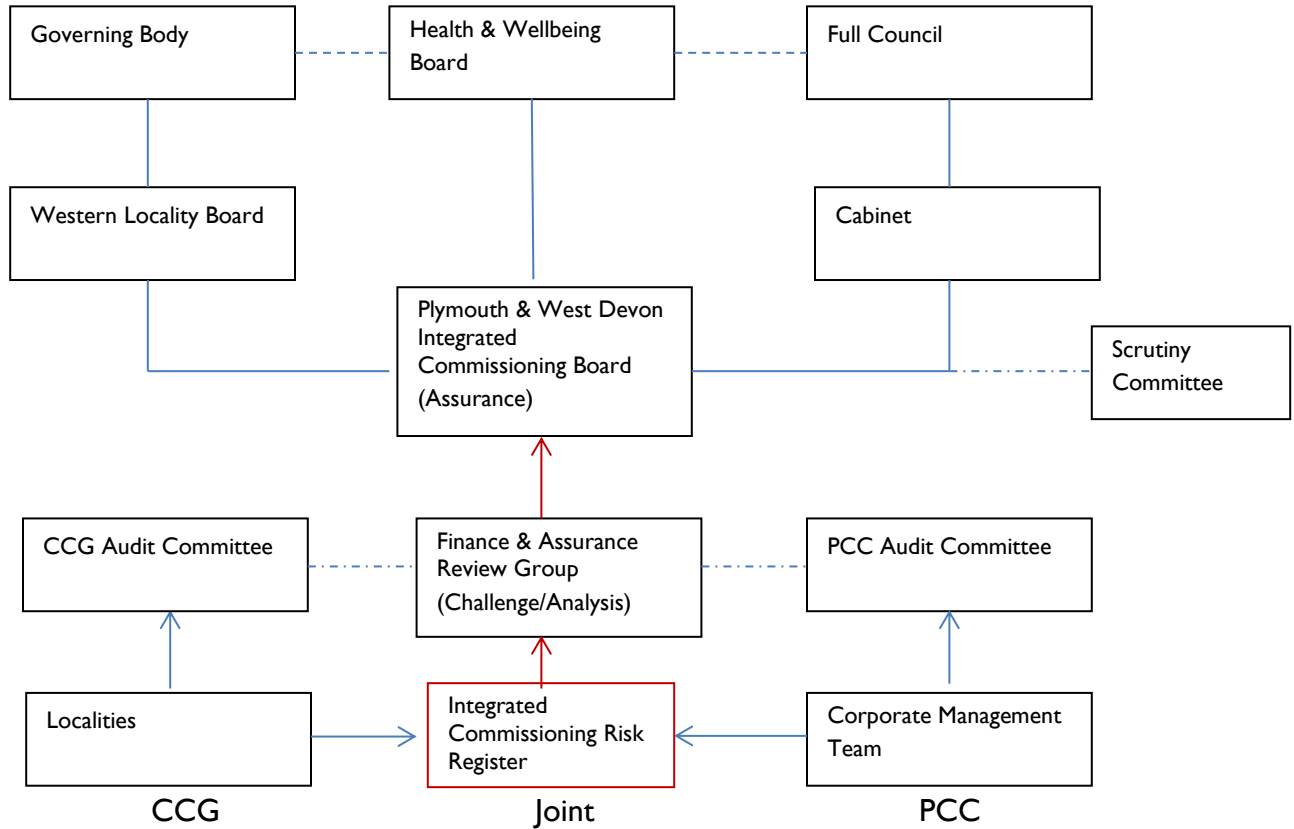 Governing Body
Health & Wellbeing
Board
Full Council
Western Locality Board
Cabinet
Plymouth & West Devon
Integrated
Commissioning Board
(Assurance)
Scrutiny
Committee
CCG Audit Committee
Finance & Assurance
Review Group
(Challenge/Analysis)
PCC Audit Committee
Localities
Integrated
Commissioning Risk
Register
Corporate Management
Team
CCG
Joint
PCC